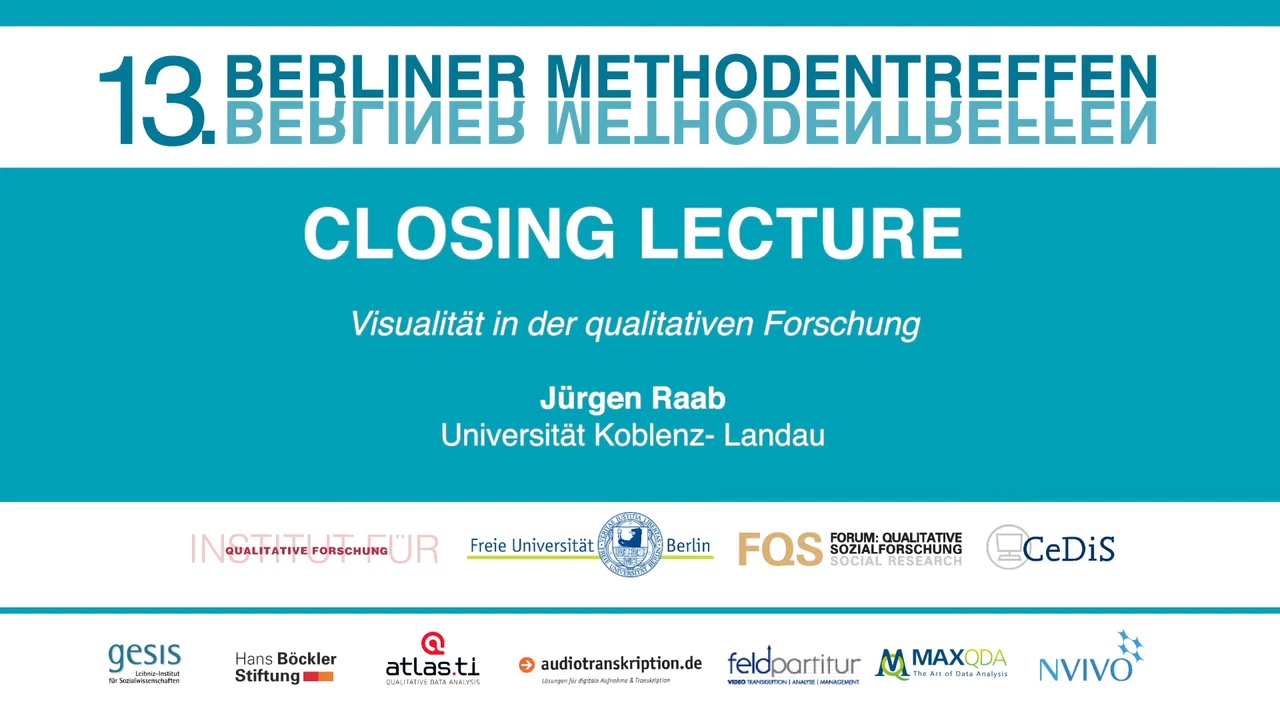 13. BERLINER METHODENTREFFEN
BERLINER METHODENTREFFEN
CLOSING LECTURE
Visualität in der qualitativen Forschung
Jürgen Raab
Universität Koblenz- Landau
INSTITUT FÜR
QUALITATIVE FORSCHUNG
Freie Universität Berlin
FQS FORUM: QUALITATIVE
SOZIALFORSCHUNG
SOCIAL RESEARCH
CeDiS
gesis
Leibniz-Institut
für Sozialwissenschaften
Hans Böckler
Stiftung
atlas.ti
QUALITATIVE DATA ANALYSIS
audiotranskription.de
Lösungen für digitale Aufnahme & Transkription
feldpartitur
VIDEO TRANSKRIPTION | ANALYSE | MANAGEMENT
MAXQDA
The Art of Data Analysis
NVIVO